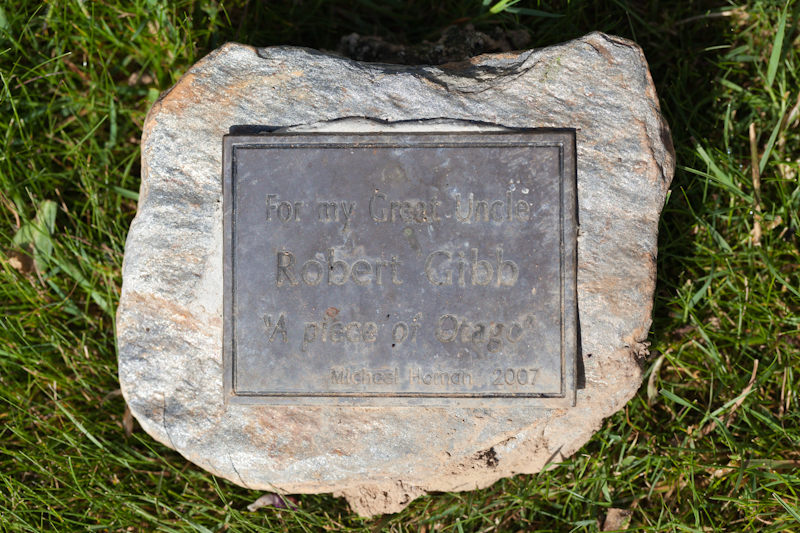 For my Great Uncle
Robert Gibb
"A piece of Otago"
Michael Homan 2007